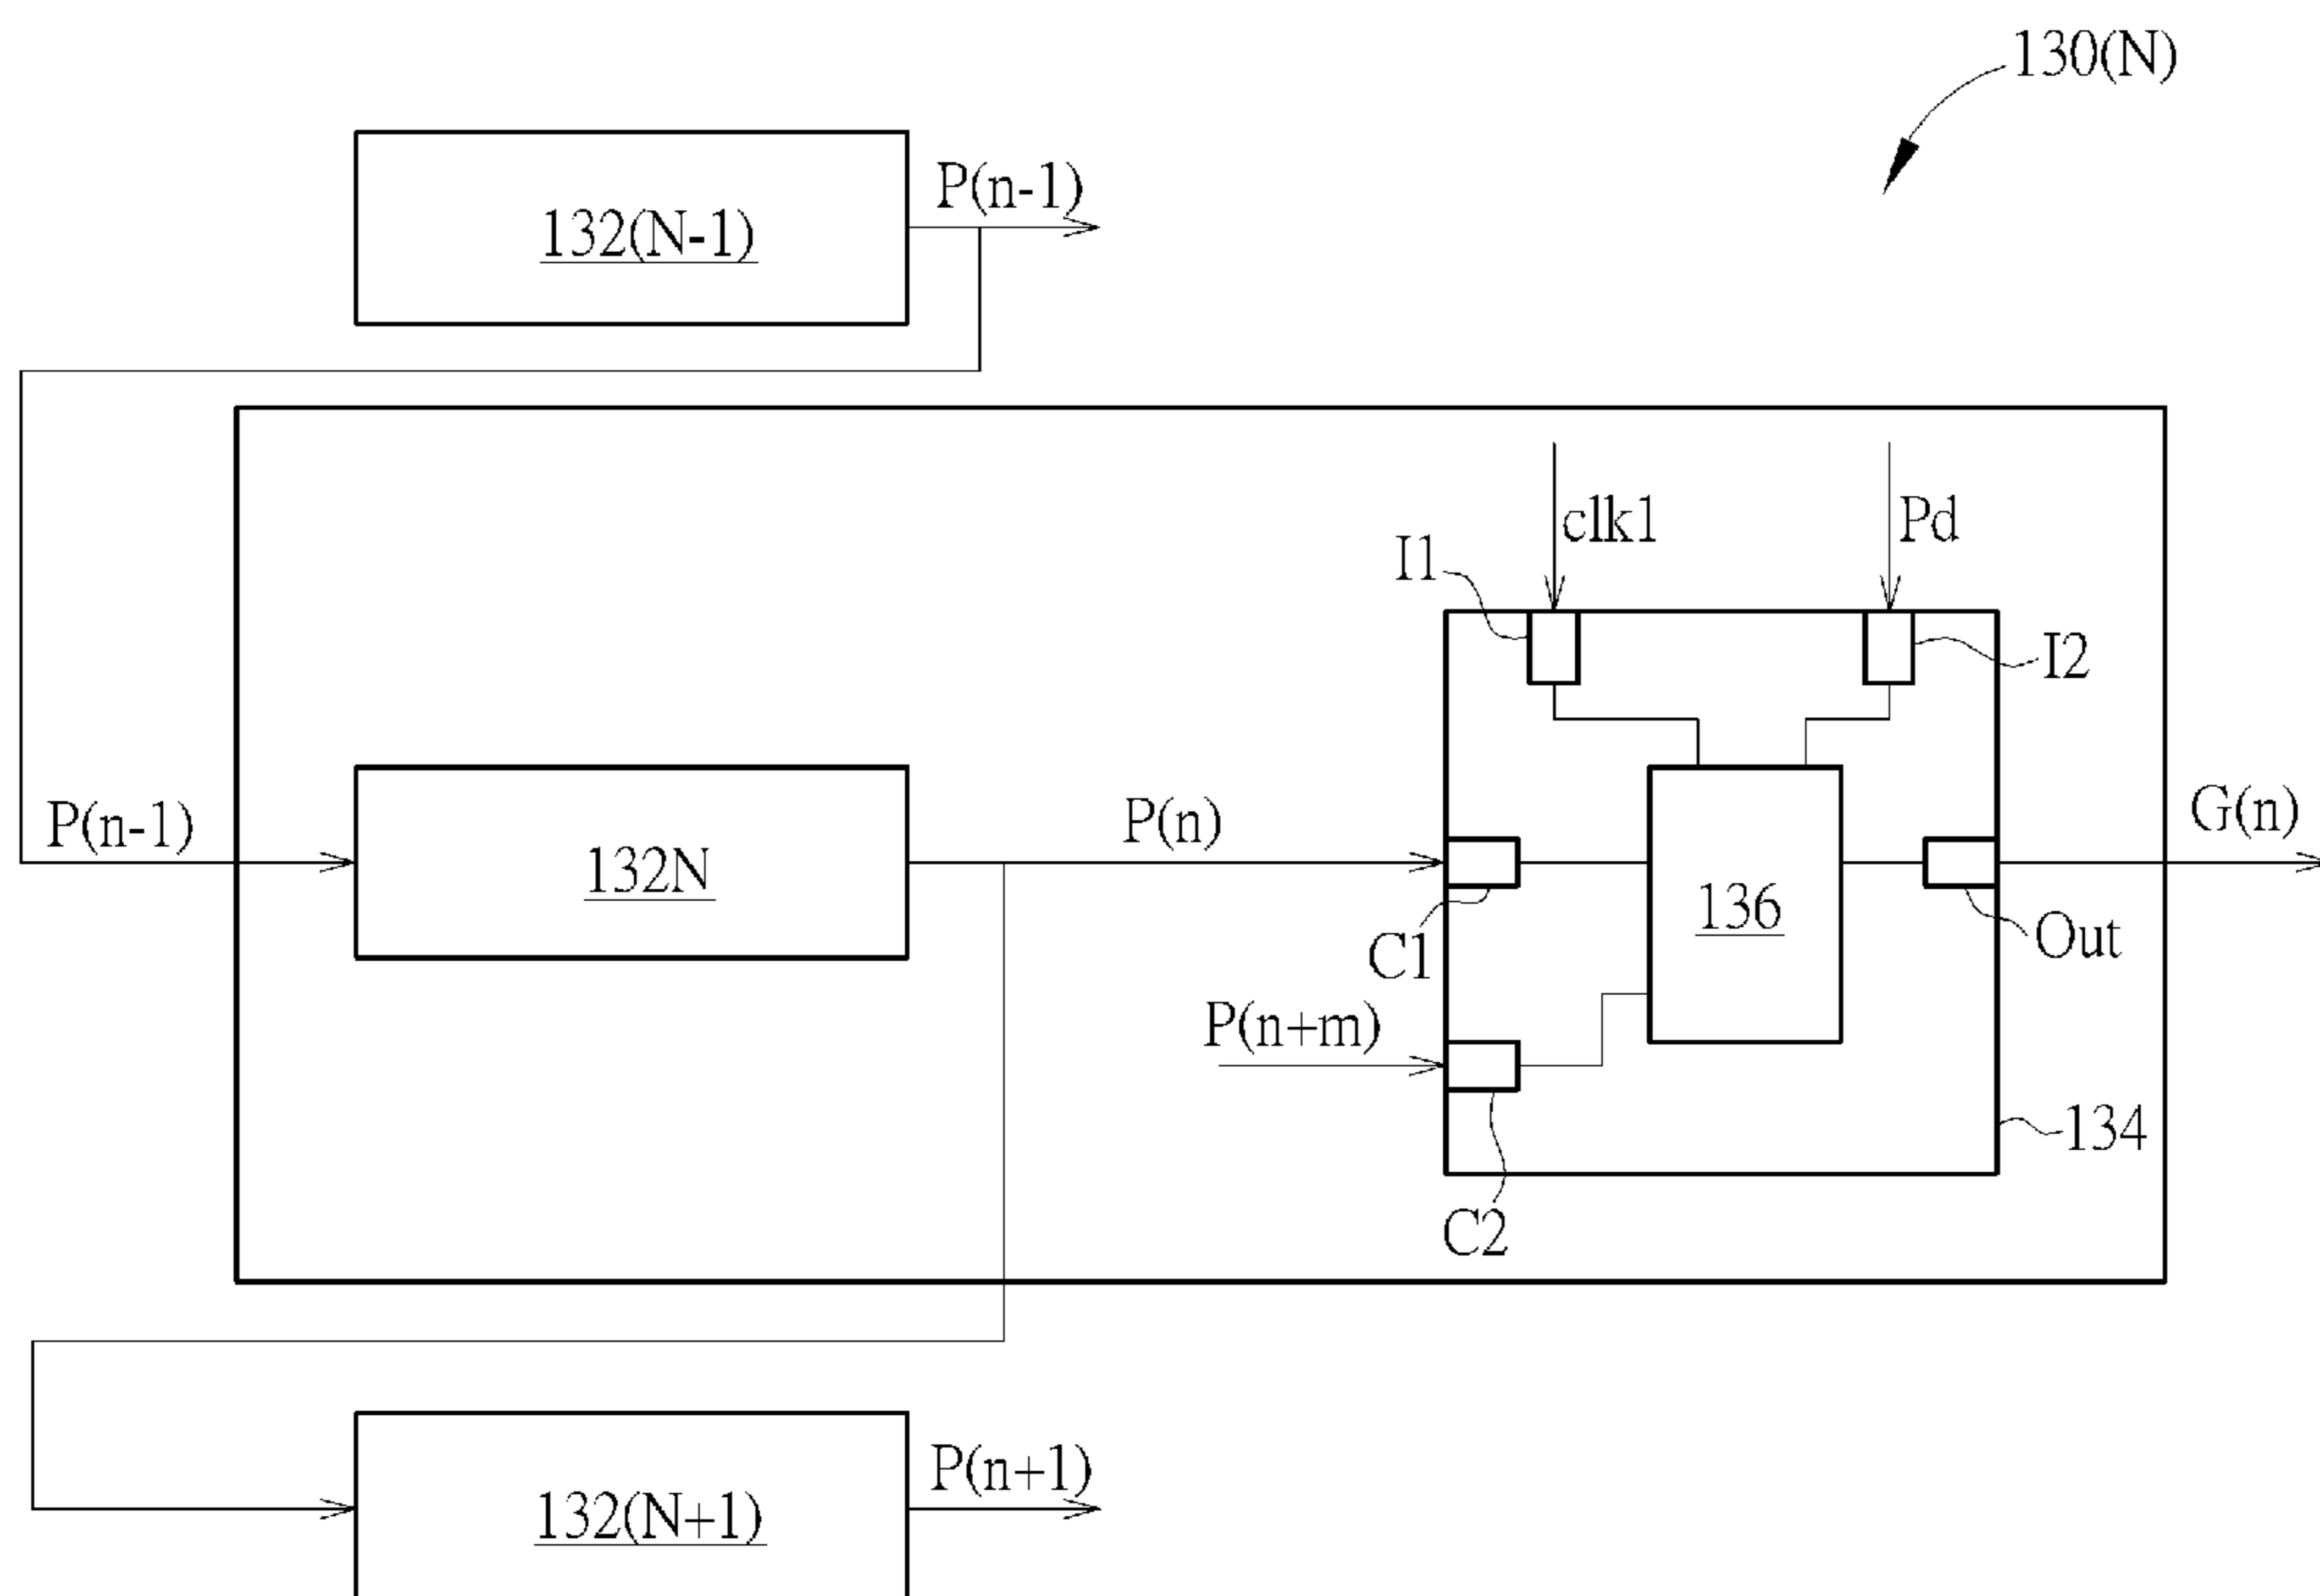 130(N)
P(n-1)
132(N-1)
clk1
Pd
I1
I2
P(n-1)
132N
P(n)
136
G(n)
C1
Out
P(n+m)
134
C2
P(n+1)
132(N+1)